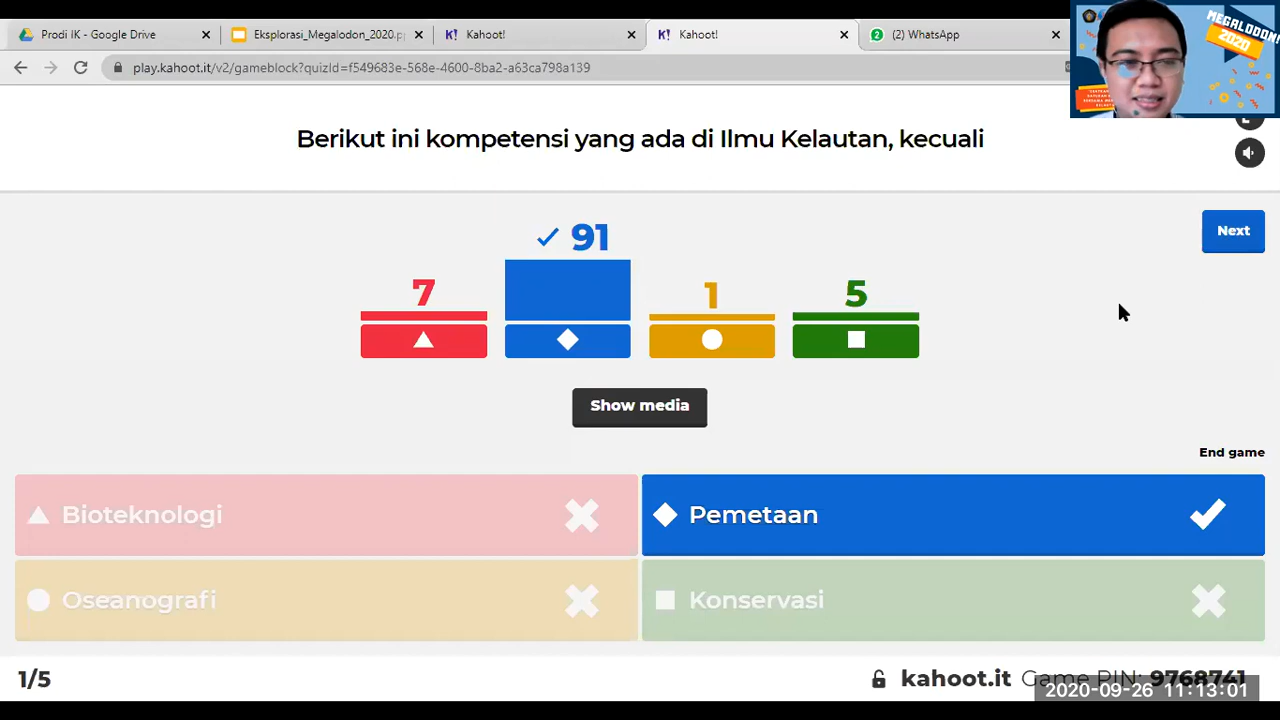 Prodi IK - Google Drive
Eksplorasi_Megalodon_2020.p
Kahoot!
Kahoot!
(2) WhatsApp
play.kahoot.it/v2/gameblock?quizId=f549683e-568e-4600-8ba2-a63ca798a139
MEGALODON!
2020
Berikut ini kompetensi yang ada di Ilmu Kelautan, kecuali
Next
7
91
1
5
Show media
End game
Bioteknologi
Pemetaan
Oseanografi
Konservasi
1/5
kahoot.it Game PIN: 9768741
2020-09-26 11:13:01